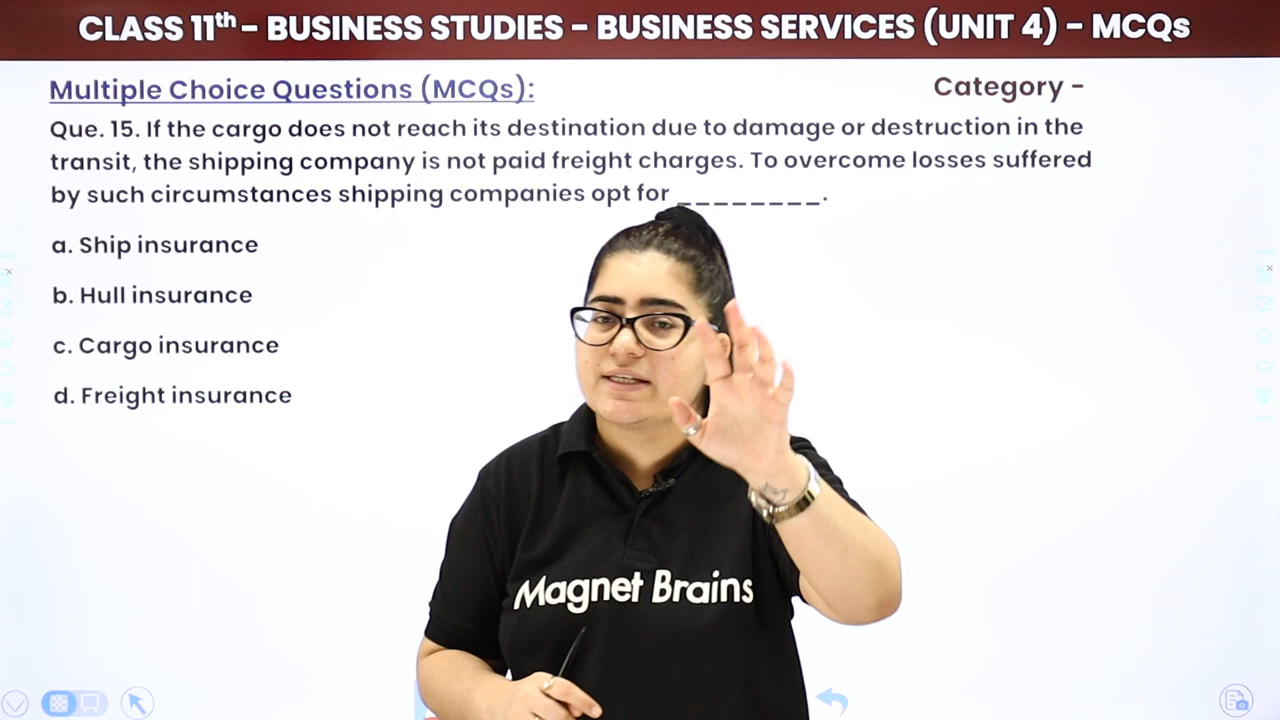 CLASS 11th - BUSINESS STUDIES - BUSINESS SERVICES (UNIT 4) - MCQs
Multiple Choice Questions (MCQs):
Category -
Que. 15. If the cargo does not reach its destination due to damage or destruction in the
transit, the shipping company is not paid freight charges. To overcome losses suffered
by such circumstances shipping companies opt for ________.
a. Ship insurance
b. Hull insurance
c. Cargo insurance
d. Freight insurance
Magnet Brains